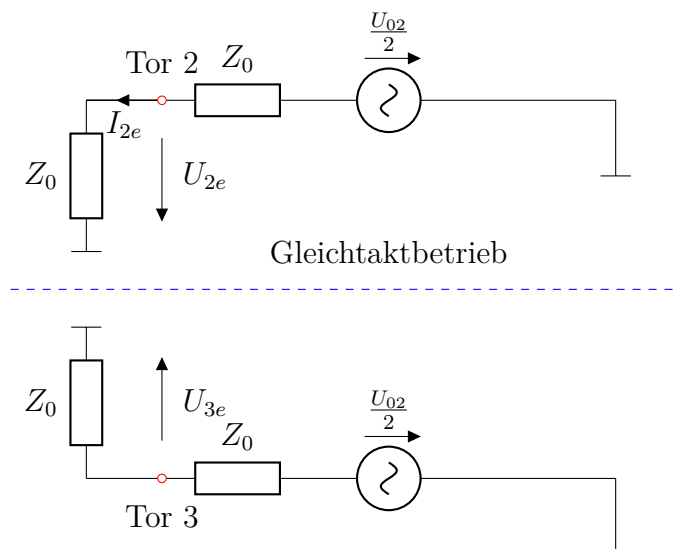 Tor 2
Z₀
U₀₂/2
I₂ₑ
Z₀
U₂ₑ
Gleichtaktbetrieb
Z₀
U₃ₑ
Z₀
U₀₂/2
Tor 3